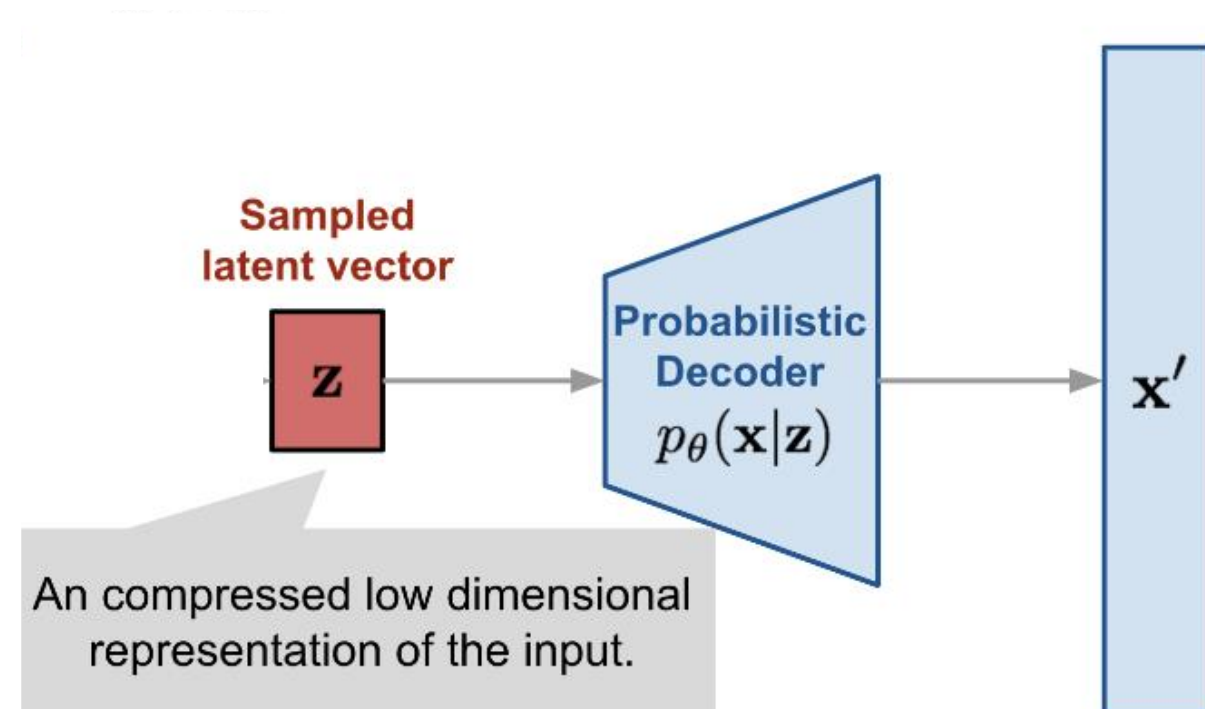 Sampled
latent vector
z
Probabilistic
Decoder
pθ(x|z)
x′
An compressed low dimensional
representation of the input.